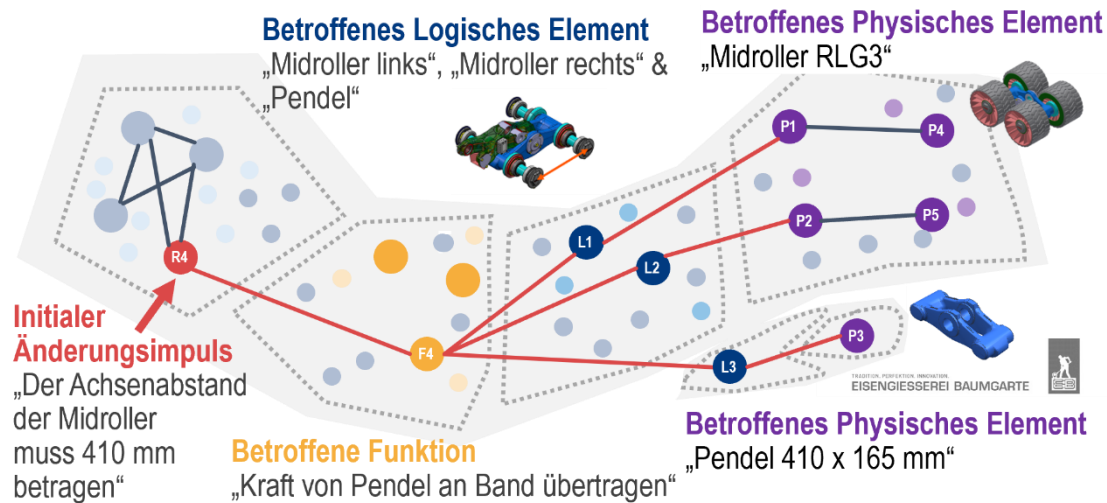 Betroffenes Logisches Element
„Midroller links“, „Midroller rechts“ &
„Pendel“
Betroffenes Physisches Element
„Midroller RLG3“
P1
P4
P2
P5
L1
L2
R4
F4
L3
P3
Initialer
Änderungsimpuls
„Der Achsenabstand
der Midroller
muss 410 mm
betragen“
Betroffene Funktion
„Kraft von Pendel an Band übertragen“
TRADITION. PERFEKTION. INNOVATION.
EISENGIESSEREI BAUMGARTE
Betroffenes Physisches Element
„Pendel 410 x 165 mm“